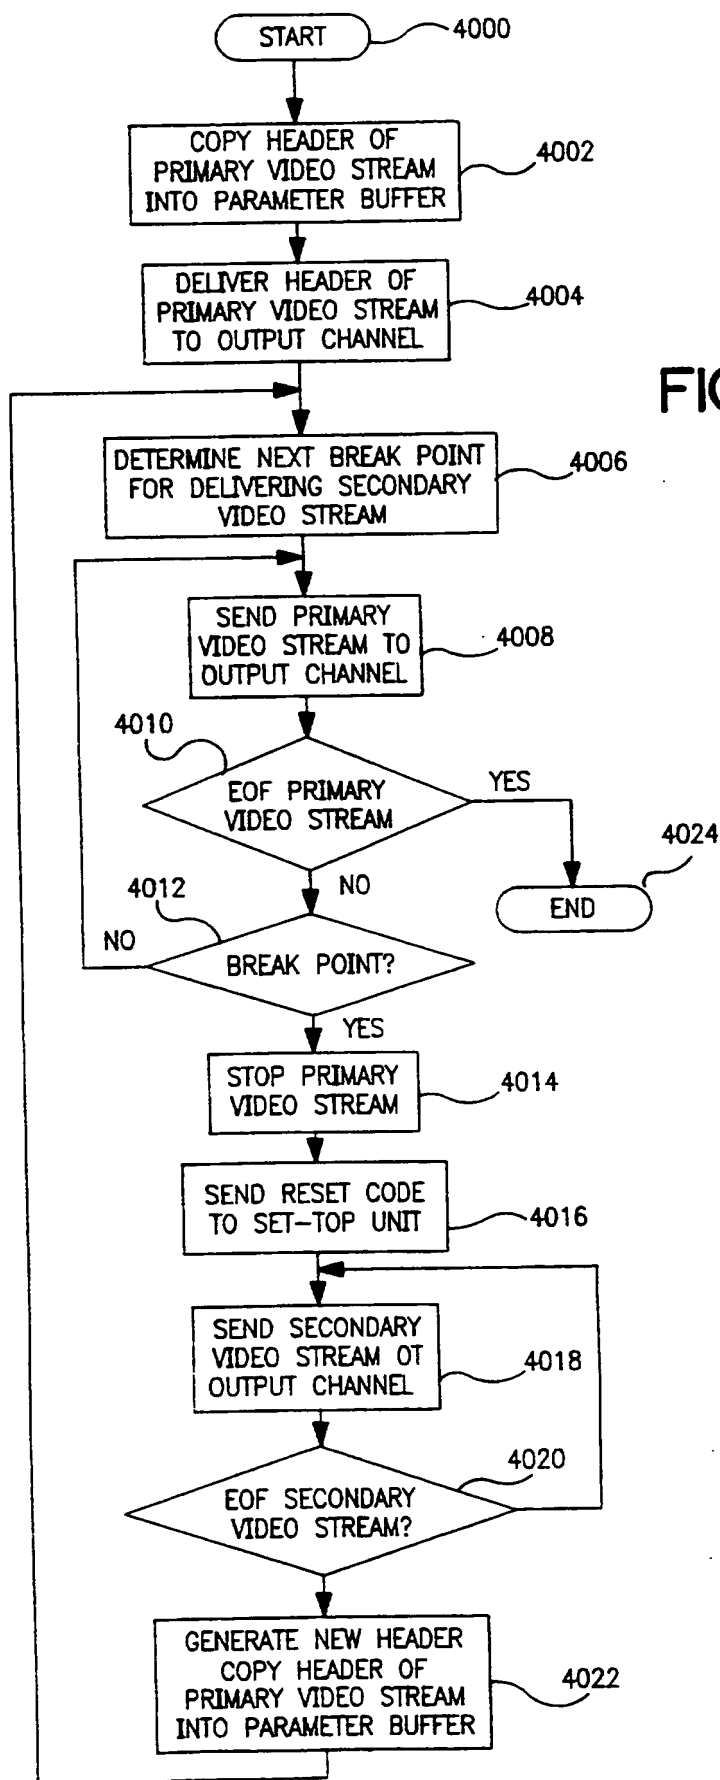 START
4000
COPY HEADER OF
PRIMARY VIDEO STREAM
INTO PARAMETER BUFFER
4002
DELIVER HEADER OF
PRIMARY VIDEO STREAM
TO OUTPUT CHANNEL
4004
FIG
DETERMINE NEXT BREAK POINT
FOR DELIVERING SECONDARY
VIDEO STREAM
4006
SEND PRIMARY
VIDEO STREAM TO
OUTPUT CHANNEL
4008
4010
EOF PRIMARY
VIDEO STREAM
YES
4024
END
NO
4012
NO
BREAK POINT?
YES
STOP PRIMARY
VIDEO STREAM
4014
SEND RESET CODE
TO SET-TOP UNIT
4016
SEND SECONDARY
VIDEO STREAM OT
OUTPUT CHANNEL
4018
4020
EOF SECONDARY
VIDEO STREAM?
GENERATE NEW HEADER
COPY HEADER OF
PRIMARY VIDEO STREAM
INTO PARAMETER BUFFER
4022